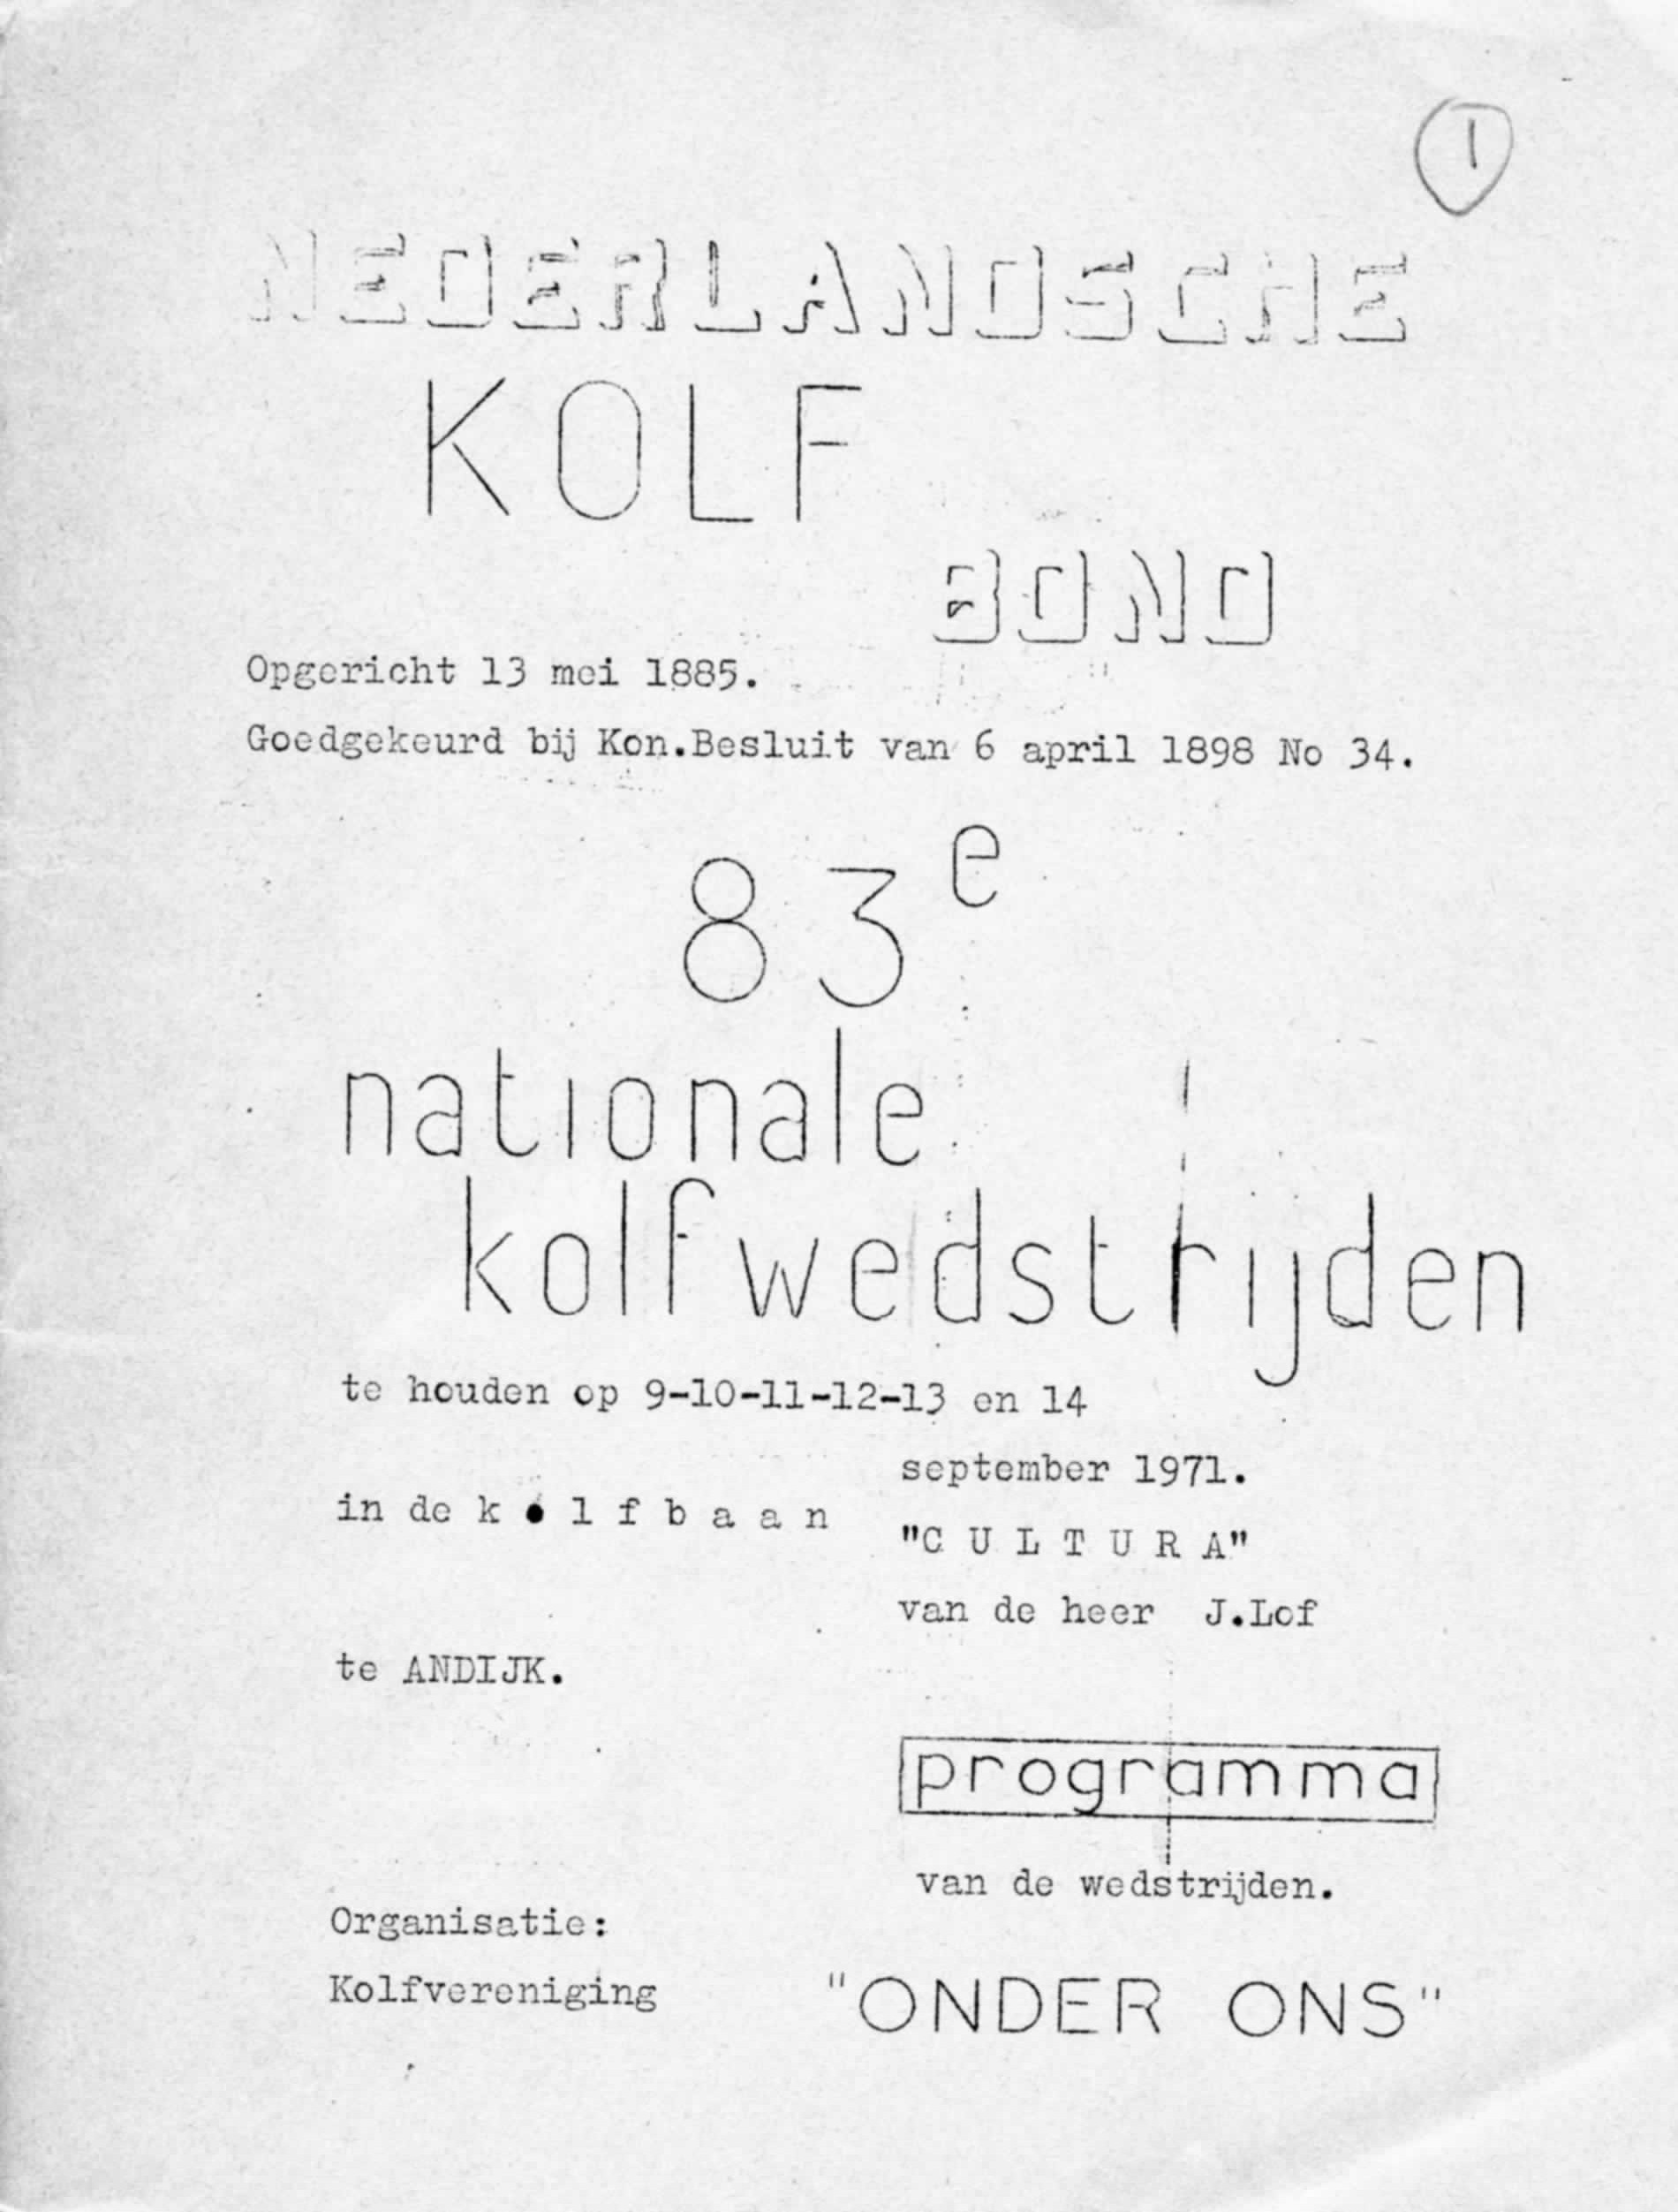 1
NEDERLANDSCHE
KOLF
BOND
Opgericht 13 mei 1885.
Goedgekeurd bij Kon.Besluit van 6 april 1898 No 34.
83e
nationale
kolfwedstrijden
te houden op 9-10-11-12-13 en 14
september 1971.
in de k o l f b a a n
"C U L T U R A"
van de heer J.Lof
te ANDIJK.
programma
van de wedstrijden.
Organisatie:
Kolfvereniging "ONDER ONS"